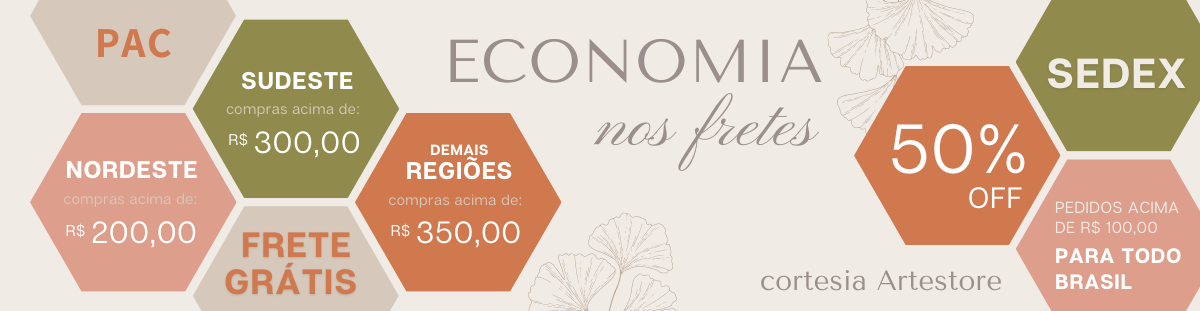 PAC
SUDESTE
compras acima de:
R$ 300,00
NORDESTE
compras acima de:
R$ 200,00
DEMAIS
REGIÕES
compras acima de:
R$ 350,00
FRETE
GRÁTIS
ECONOMIA
nos fretes
50%
OFF
SEDEX
PEDIDOS ACIMA
DE R$ 100,00
PARA TODO
BRASIL
cortesia Artestore